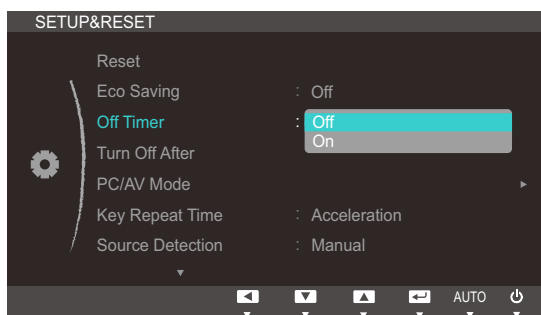 SETUP&RESET
Reset
Eco Saving : Off
Off Timer : Off
On
Turn Off After
PC/AV Mode
Key Repeat Time : Acceleration
Source Detection : Manual
AUTO